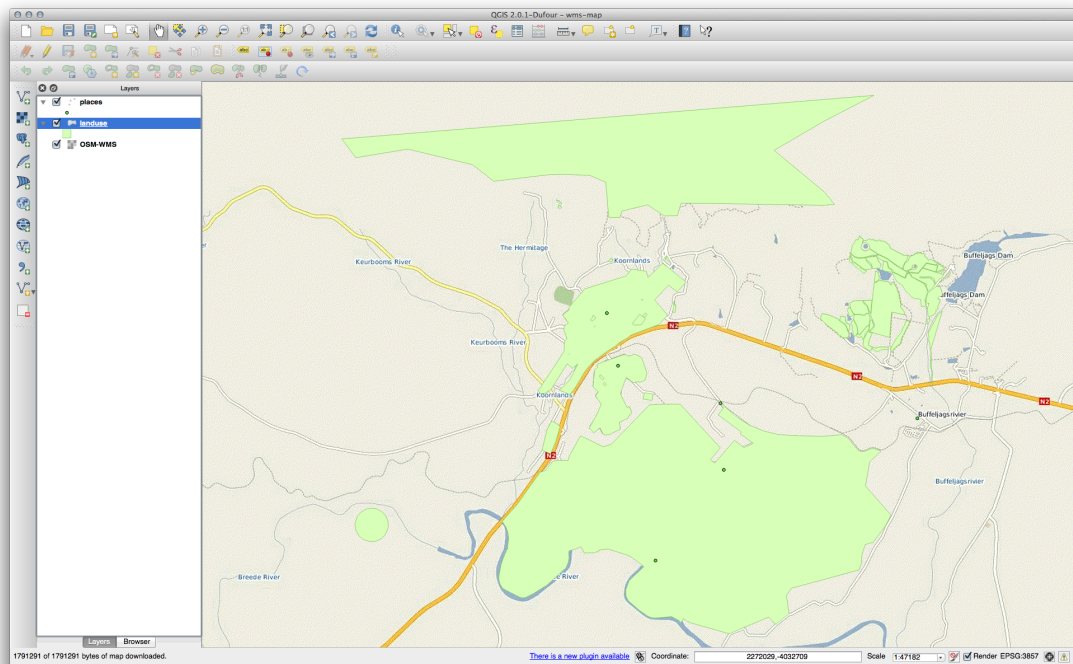 QGIS 2.0.1-Dufour - wms-map
Layers
places
landuse
OSM-WMS
Buffeljags Dam
The Hermitage
Koornlands
Keurbooms River
uffeljags Dam
N2
Keurbooms River
N2
Koornlands
N2
Buffeljagsrivier
N2
Buffeljagsrivier
Breede River
e River
Layers
Browser
1791291 of 1791291 bytes of map downloaded.
There is a new plugin available
Coordinate:
2272029,-4032709
Scale
1:47182
Render
EPSG:3857